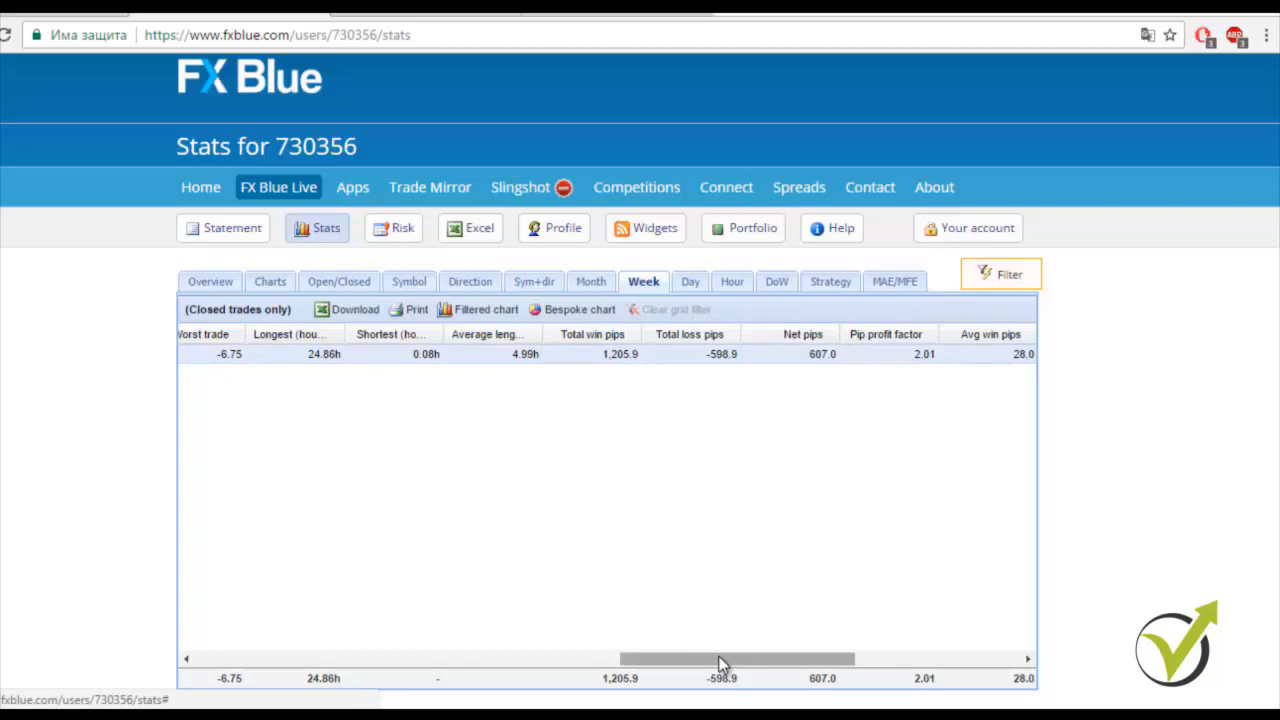 Има защита https://www.fxblue.com/users/730356/stats
FX Blue
Stats for 730356
Home FX Blue Live Apps Trade Mirror Slingshot Competitions Connect Spreads Contact About
Statement Stats Risk Excel Profile Widgets Portfolio Help Your account
Filter
Overview Charts Open/Closed Symbol Direction Sym+dir Month Week Day Hour DoW Strategy MAE/MFE
(Closed trades only) Download Print Filtered chart Bespoke chart Clear grid filter
Worst trade Longest (hou... Shortest (ho... Average leng... Total win pips Total loss pips Net pips Pip profit factor Avg win pips
-6.75 24.86h 0.08h 4.99h 1,205.9 -598.9 607.0 2.01 28.0
-6.75 24.86h - 1,205.9 -598.9 607.0 2.01 28.0
fxblue.com/users/730356/stats#